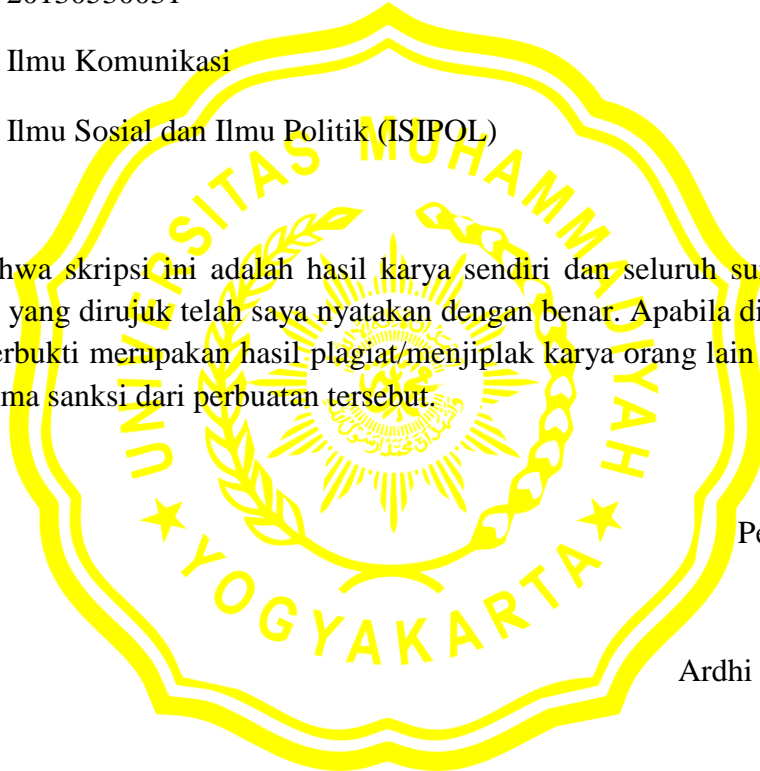 Ilmu Komunikasi
Ilmu Sosial dan Ilmu Politik (ISIPOL)
UNIVERSITAS MUHAMMADIYAH
hwa skripsi ini adalah hasil karya sendiri dan seluruh su
yang dirujuk telah saya nyatakan dengan benar. Apabila di
erbukti merupakan hasil plagiat/menjiplak karya orang lain
ma sanksi dari perbuatan tersebut.
Pe
★ YOGYAKARTA ★
Ardhi